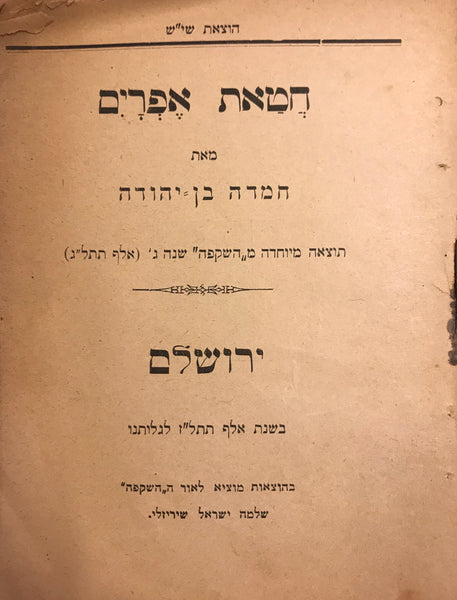 הוצאת שי"ש
חֲטַאת אֶפְרָיִם
מאת
חמדה בן־יהודה
תוצאה מיוחדה מ„השקפה" שנה ג' (אלף תתל"ג)
ירושלם
בשנת אלף תתל"ז לגלותנו
בהוצאות מוציא לאור ה„השקפה"
שלמה ישראל שיריזלי.